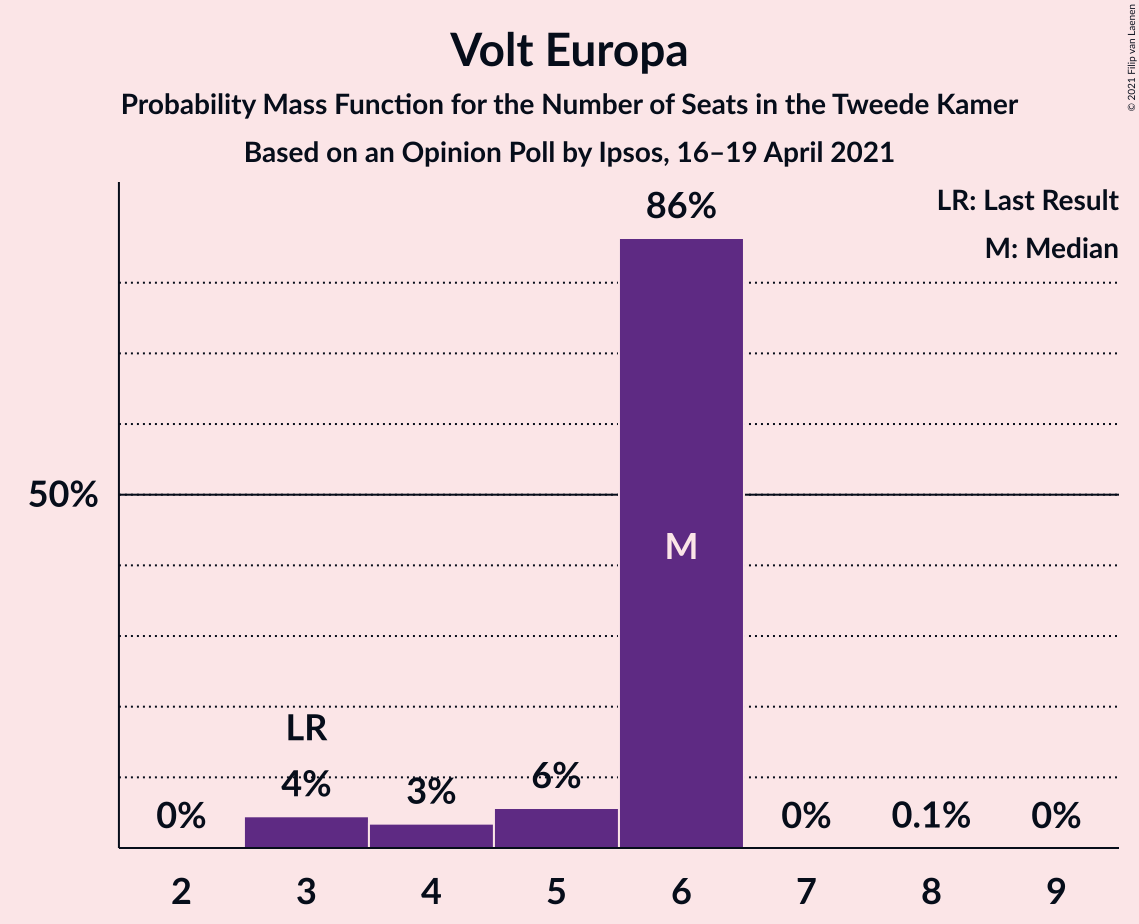 Volt Europa
Probability Mass Function for the Number of Seats in the Tweede Kamer
Based on an Opinion Poll by Ipsos, 16–19 April 2021
© 2021 Filip van Laenen
LR: Last Result
M: Median
86%
50%
M
LR
4%
3%
6%
0%
0%
0.1%
0%
2 3 4 5 6 7 8 9